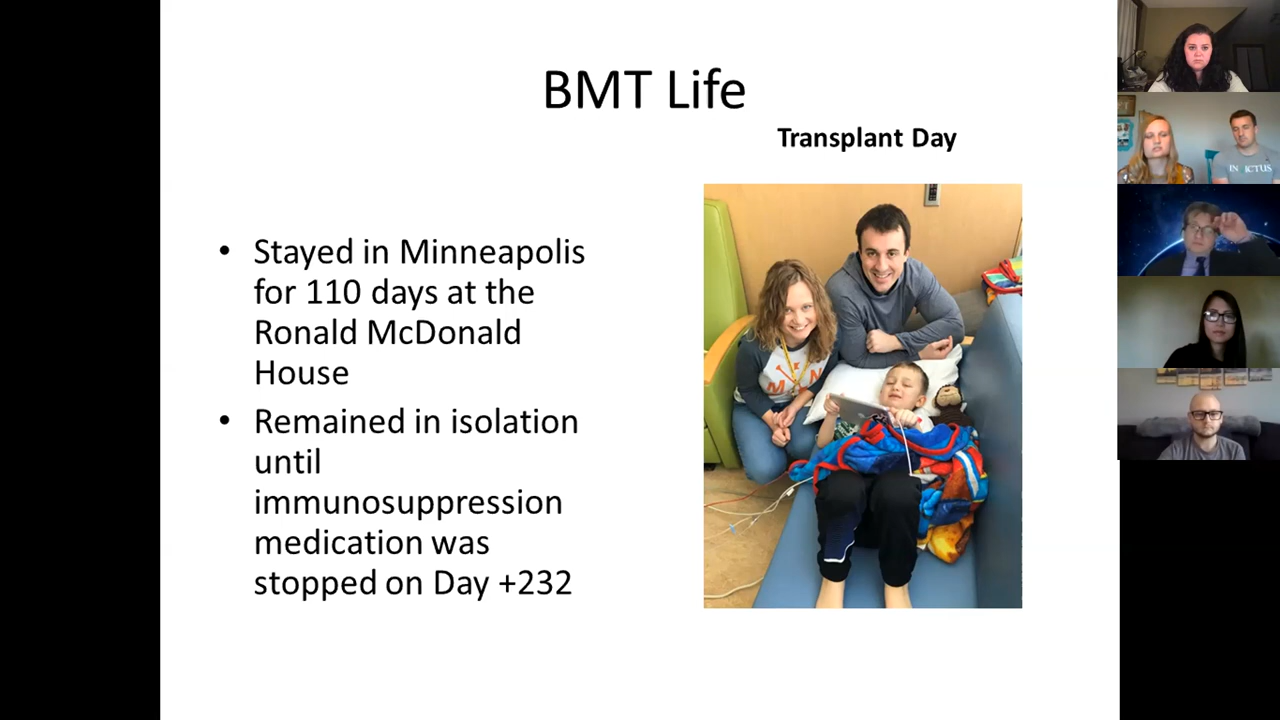 BMT Life
Transplant Day
• Stayed in Minneapolis
for 110 days at the
Ronald McDonald
House
• Remained in isolation
until
immunosuppression
medication was
stopped on Day +232